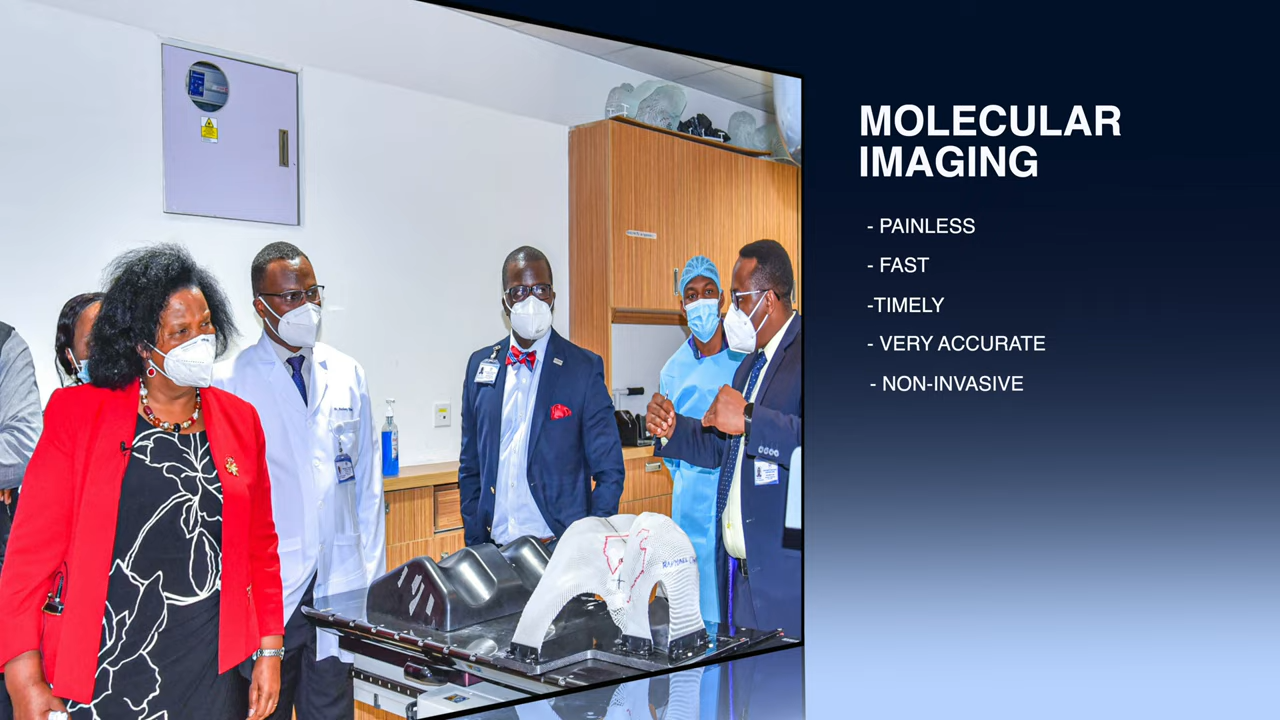 MOLECULAR
IMAGING
- PAINLESS
- FAST
-TIMELY
- VERY ACCURATE
- NON-INVASIVE